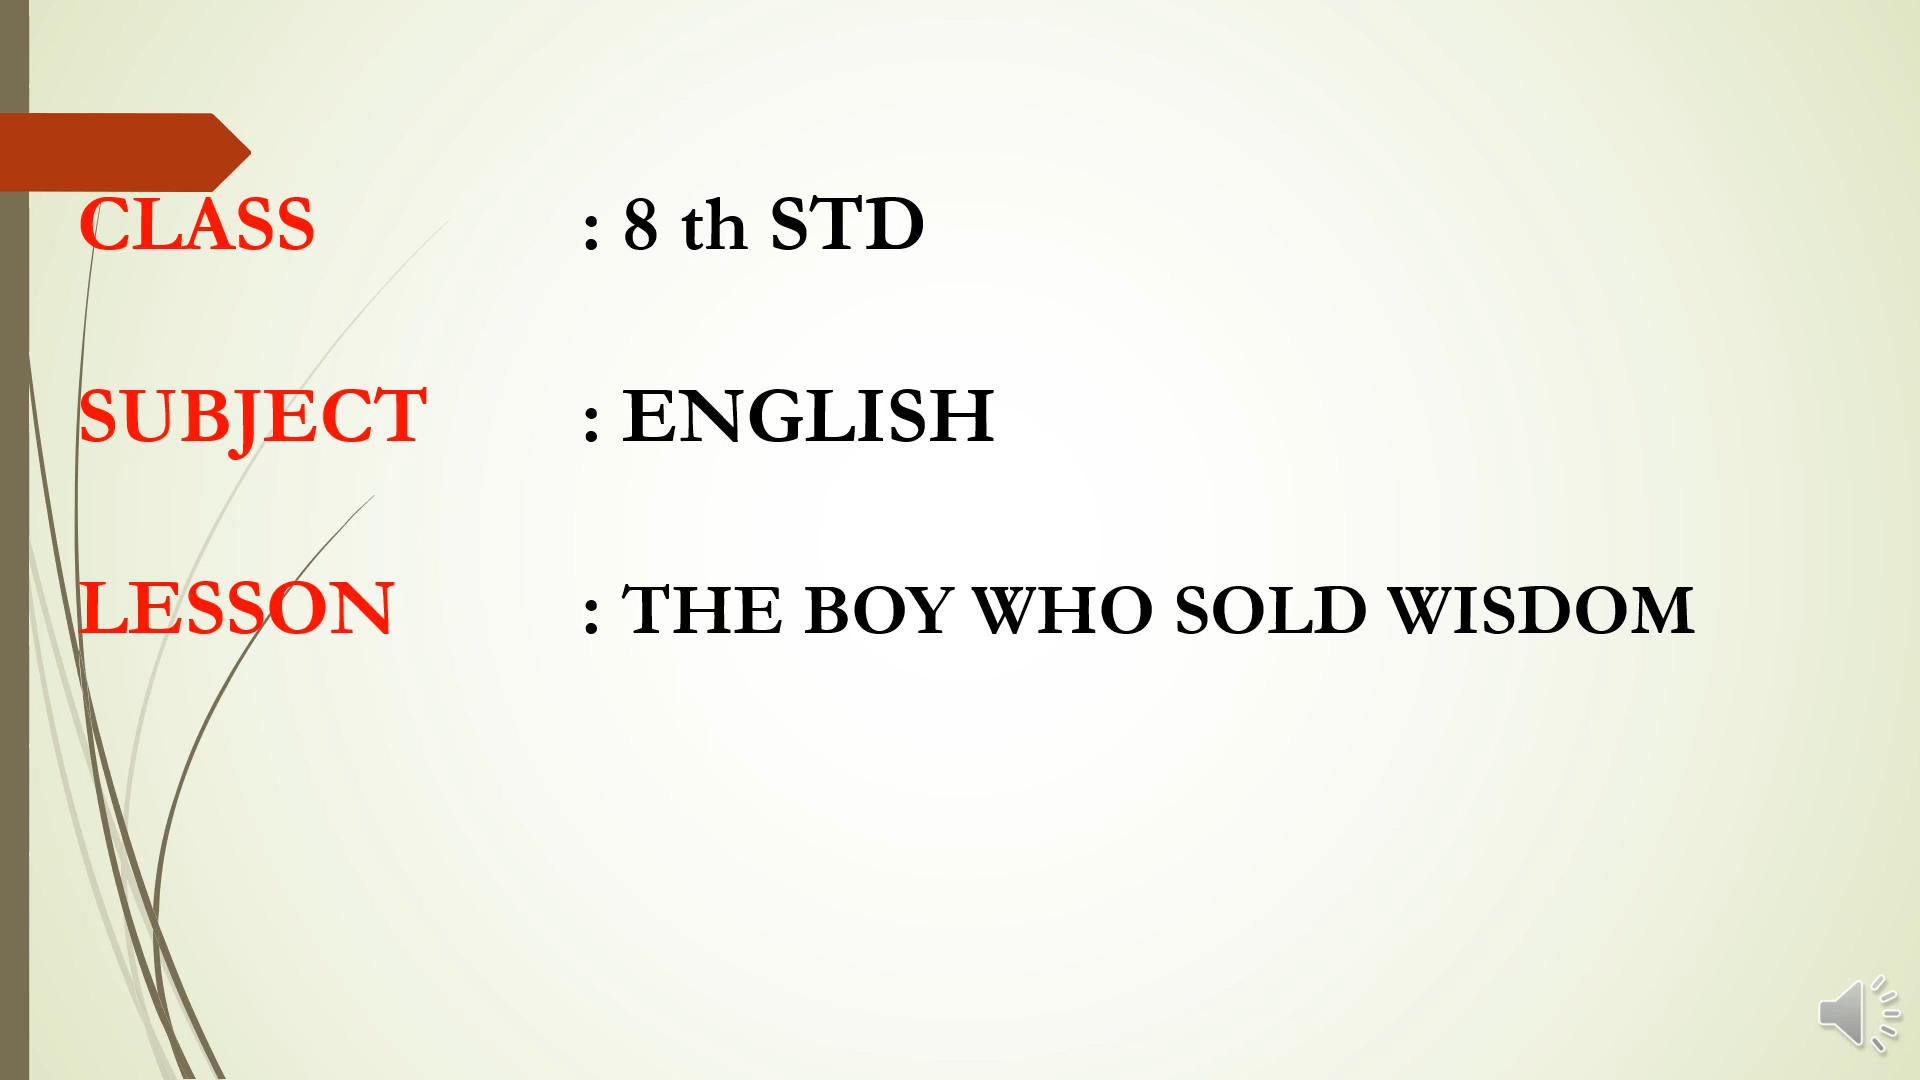 CLASS : 8 th STD
SUBJECT : ENGLISH
LESSON : THE BOY WHO SOLD WISDOM